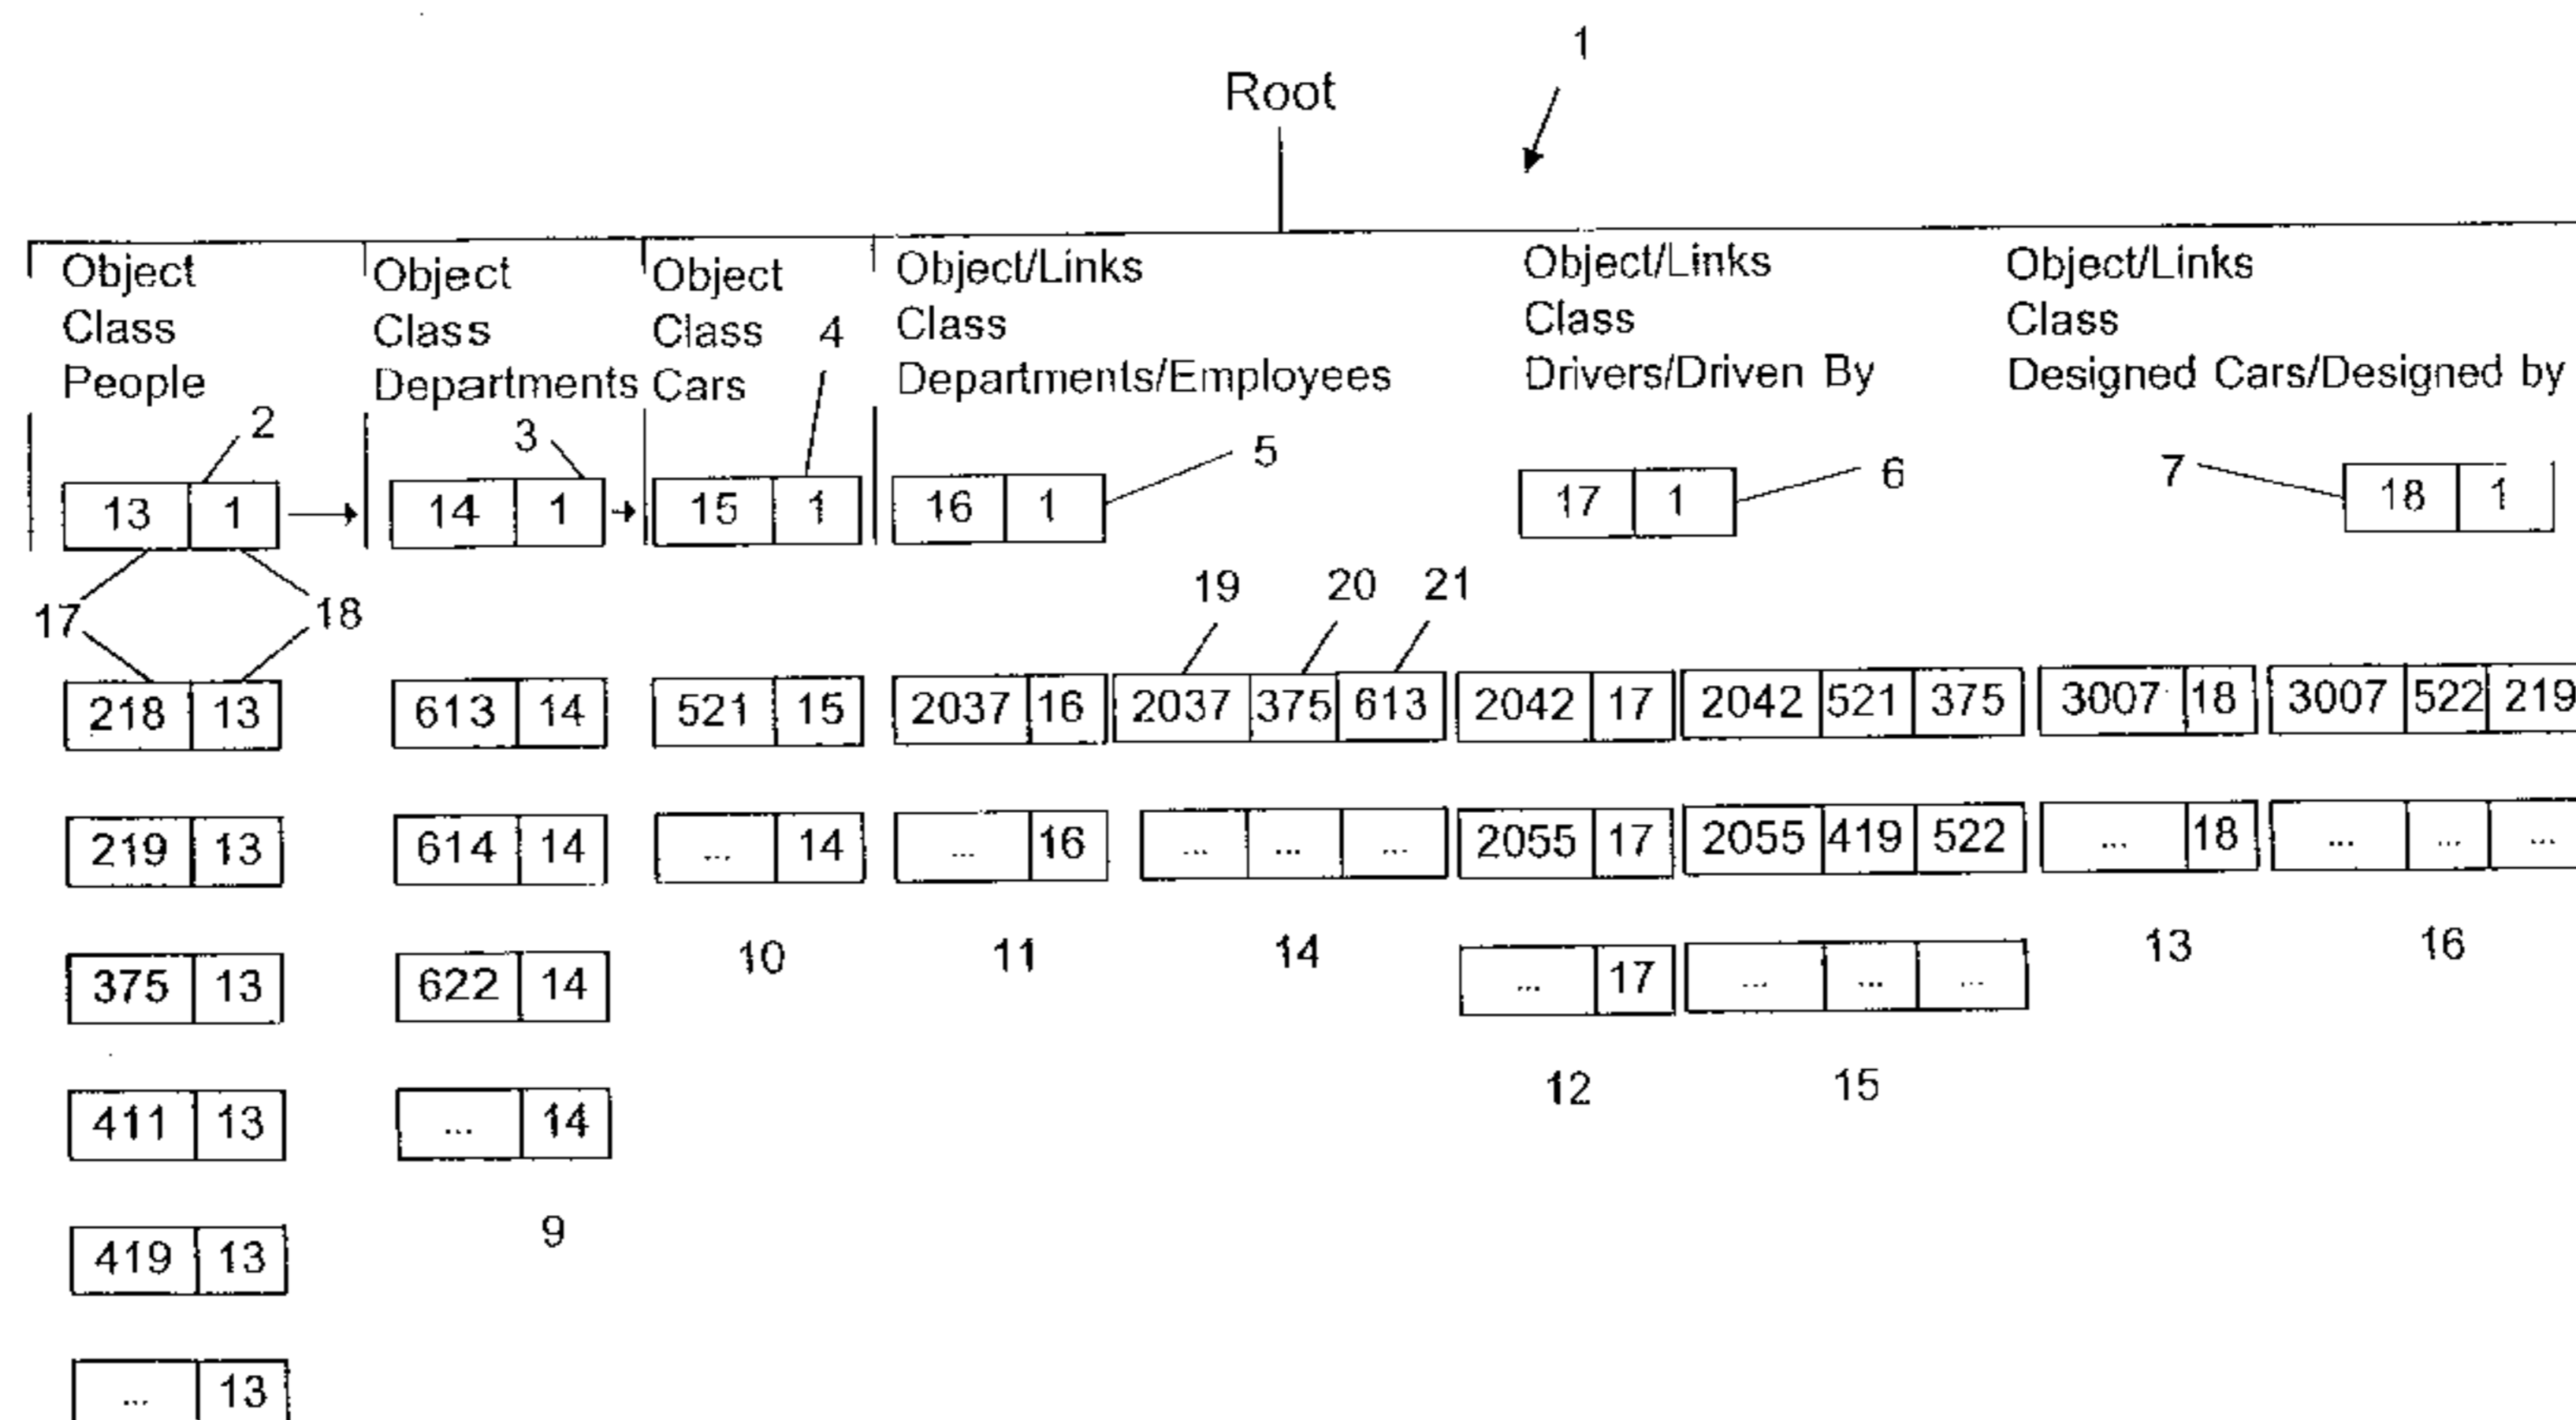 1
Root
Object Object Object Object/Links Object/Links Object/Links
Class Class Class 4 Class Class Class
People Departments Cars Departments/Employees Drivers/Driven By Designed Cars/Designed by
2 3 5 6 7
13 1 14 1 15 1 16 1 17 1 18 1
17 18 19 20 21
218 13 613 14 521 15 2037 16 2037 375 613 2042 17 2042 521 375 3007 18 3007 522 219
219 13 614 14 ... 14 ... 16 ... ... ... 2055 17 2055 419 522 ... 18 ... ... ...
10 11 14 13 16
375 13 622 14 ... 17 ... ... ...
411 13 ... 14 12 15
419 13 9
... 13